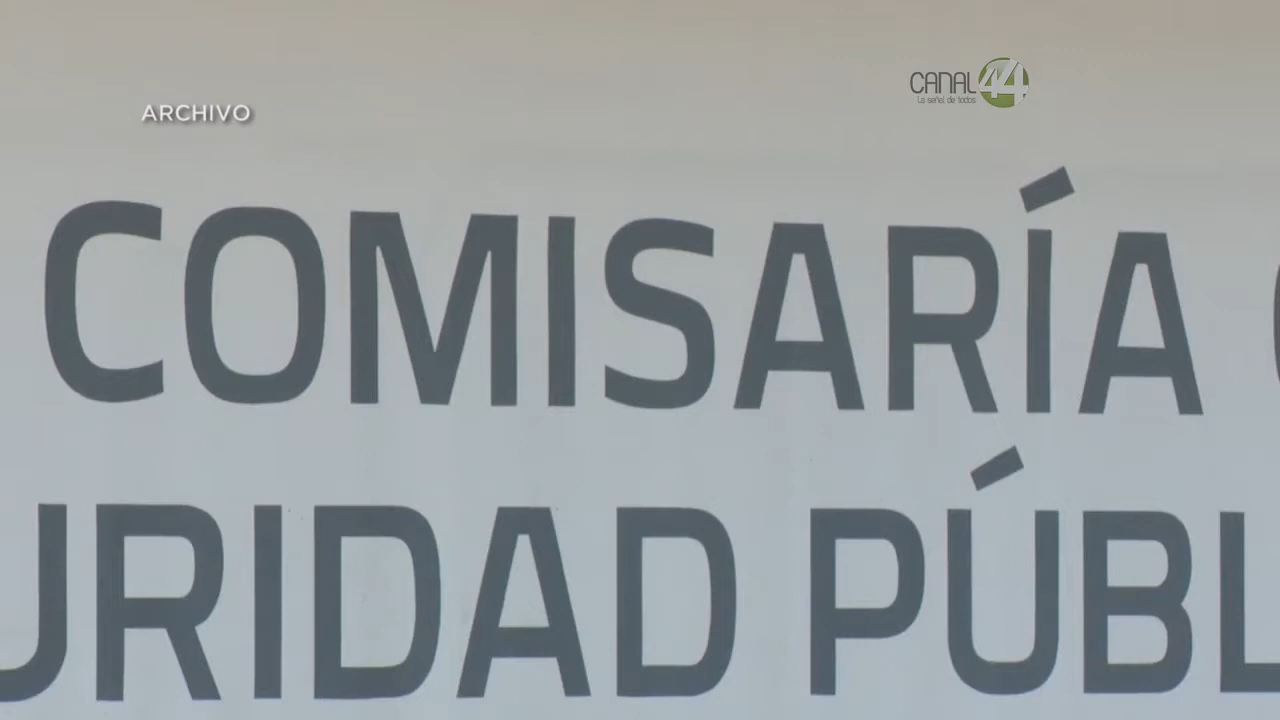 CANAL 44
La señal de todos
ARCHIVO
COMISARÍA
URIDAD PÚBL